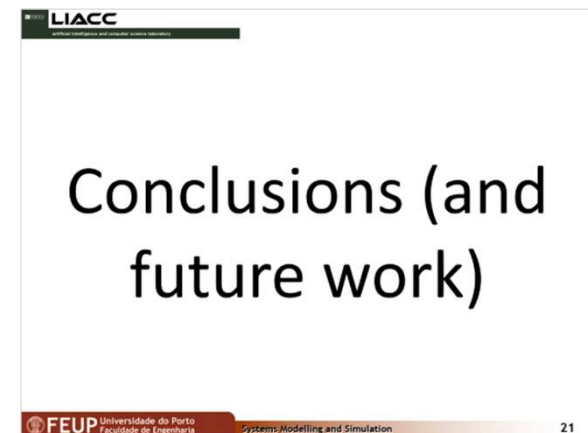 LIACC
artificial intelligence and computer science laboratory
Conclusions (and
future work)
FEUP Universidade do Porto
Faculdade de Engenharia
Systems Modelling and Simulation
21